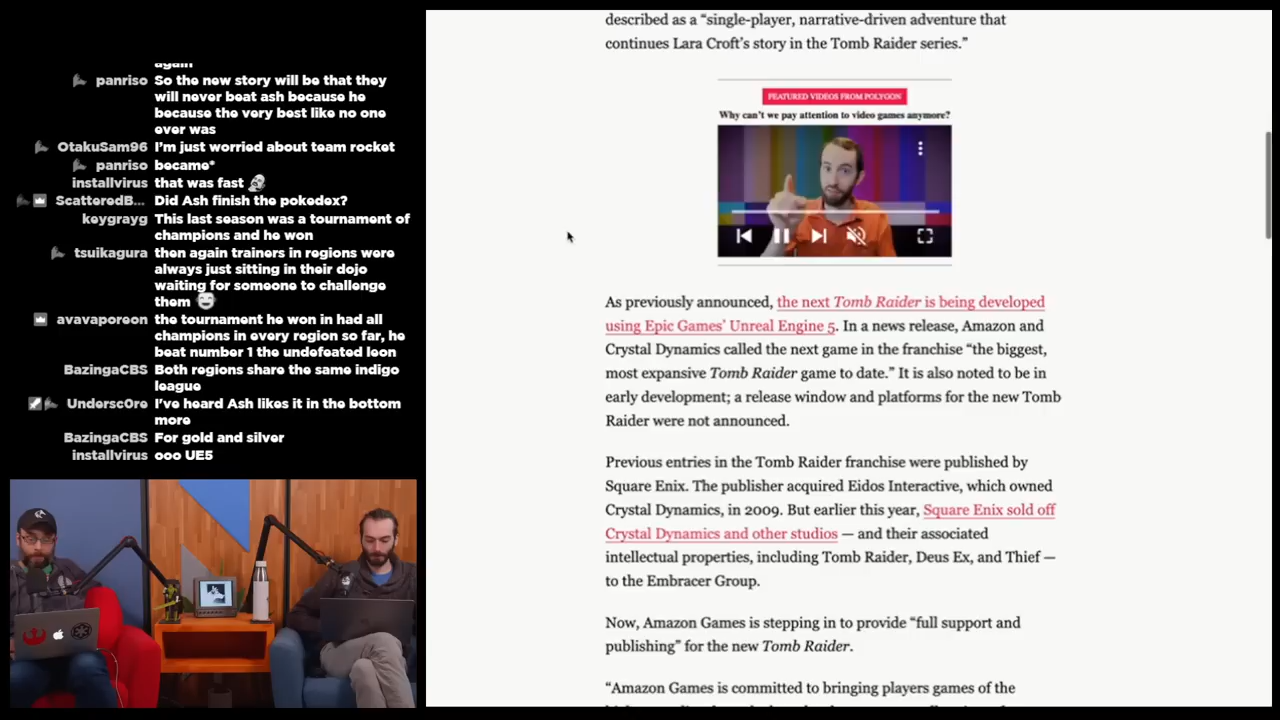 again
panriso So the new story will be that they
will never beat ash because he
because the very best like no one
ever was
OtakuSam96 I'm just worried about team rocket
panriso became*
installvirus that was fast
ScatteredB... Did Ash finish the pokedex?
keygrayg This last season was a tournament of
champions and he won
tsuikagura then again trainers in regions were
always just sitting in their dojo
waiting for someone to challenge
them
avavaporeon the tournament he won in had all
champions in every region so far, he
beat number 1 the undefeated leon
BazingaCBS Both regions share the same indigo
league
Undersc0re I've heard Ash likes it in the bottom
more
BazingaCBS For gold and silver
installvirus ooo UE5
described as a “single-player, narrative-driven adventure that
continues Lara Croft’s story in the Tomb Raider series.”
FEATURED VIDEOS FROM POLYGON
Why can't we pay attention to video games anymore?
As previously announced, the next Tomb Raider is being developed
using Epic Games’ Unreal Engine 5. In a news release, Amazon and
Crystal Dynamics called the next game in the franchise “the biggest,
most expansive Tomb Raider game to date.” It is also noted to be in
early development; a release window and platforms for the new Tomb
Raider were not announced.
Previous entries in the Tomb Raider franchise were published by
Square Enix. The publisher acquired Eidos Interactive, which owned
Crystal Dynamics, in 2009. But earlier this year, Square Enix sold off
Crystal Dynamics and other studios — and their associated
intellectual properties, including Tomb Raider, Deus Ex, and Thief —
to the Embracer Group.
Now, Amazon Games is stepping in to provide “full support and
publishing” for the new Tomb Raider.
“Amazon Games is committed to bringing players games of the